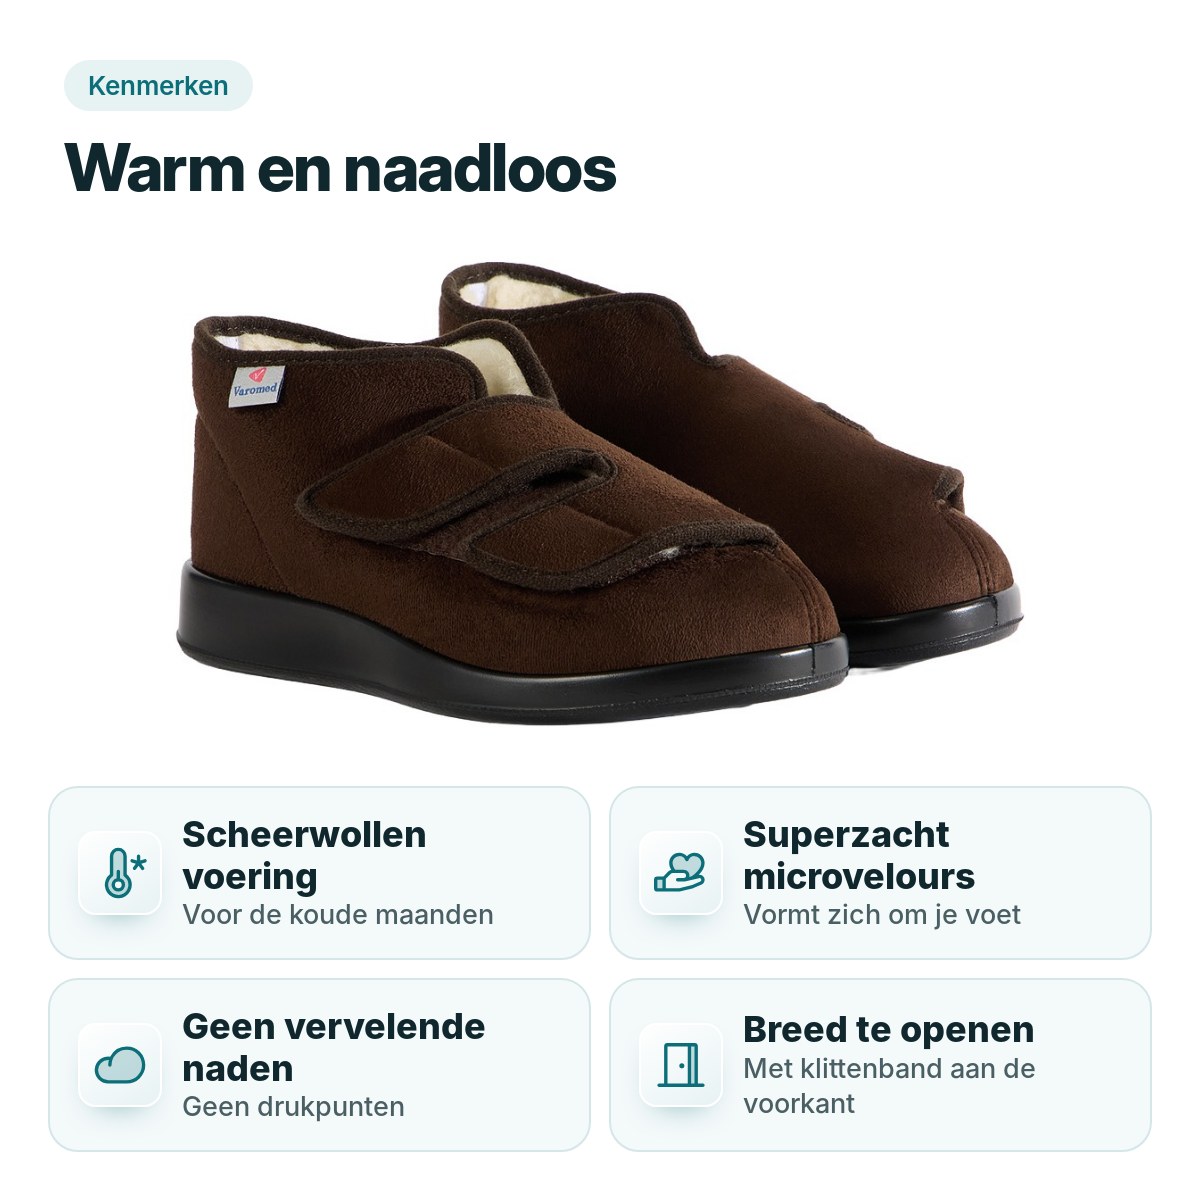 Kenmerken
Warm en naadloos
Varomed
Scheerwollen
voering
Voor de koude maanden
Superzacht
microvelours
Vormt zich om je voet
Geen vervelende
naden
Geen drukpunten
Breed te openen
Met klittenband aan de
voorkant